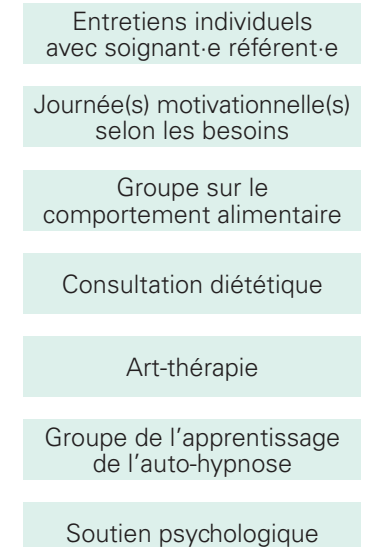 Entretiens individuels
avec soignant·e référent·e
Journée(s) motivationnelle(s)
selon les besoins
Groupe sur le
comportement alimentaire
Consultation diététique
Art-thérapie
Groupe de l’apprentissage
de l’auto-hypnose
Soutien psychologique